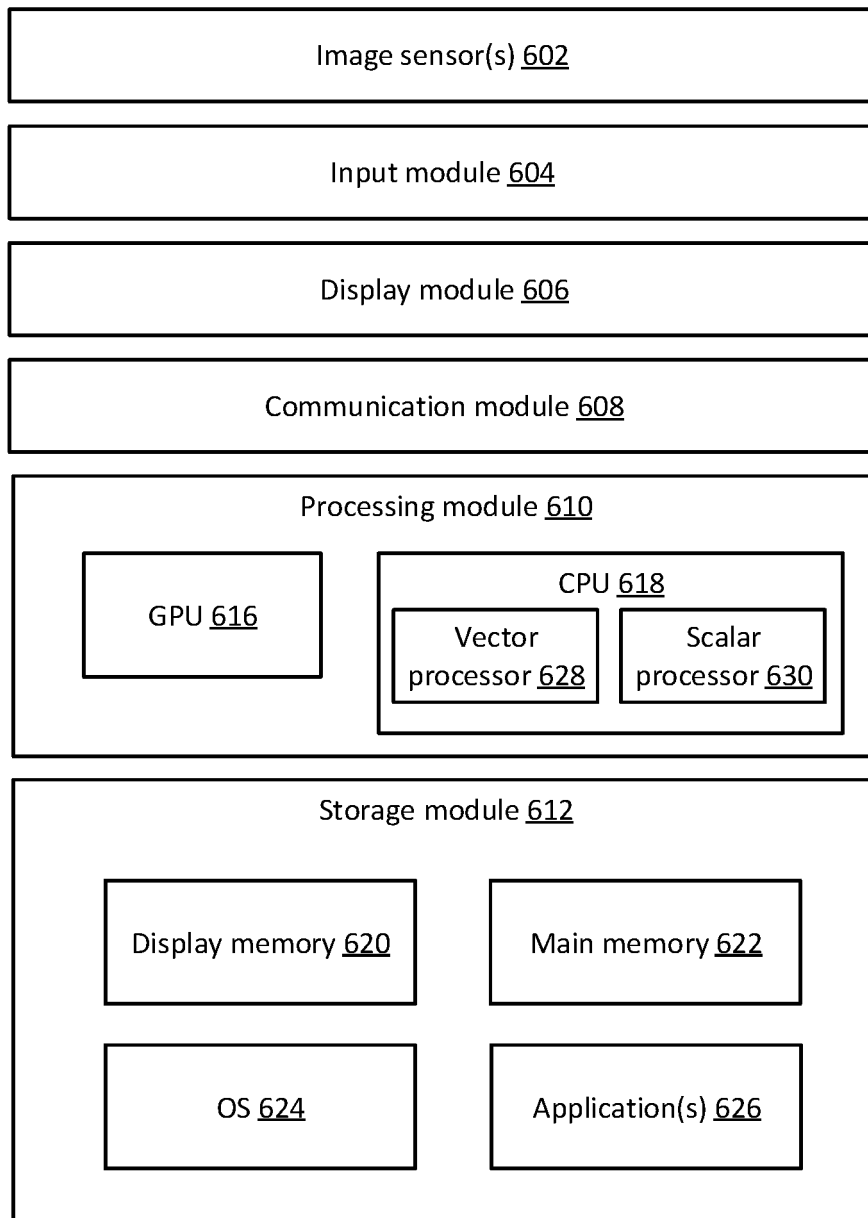 Image sensor(s) 602
Input module 604
Display module 606
Communication module 608
Processing module 610
GPU 616
CPU 618
Vector
processor 628
Scalar
processor 630
Storage module 612
Display memory 620
Main memory 622
OS 624
Application(s) 626